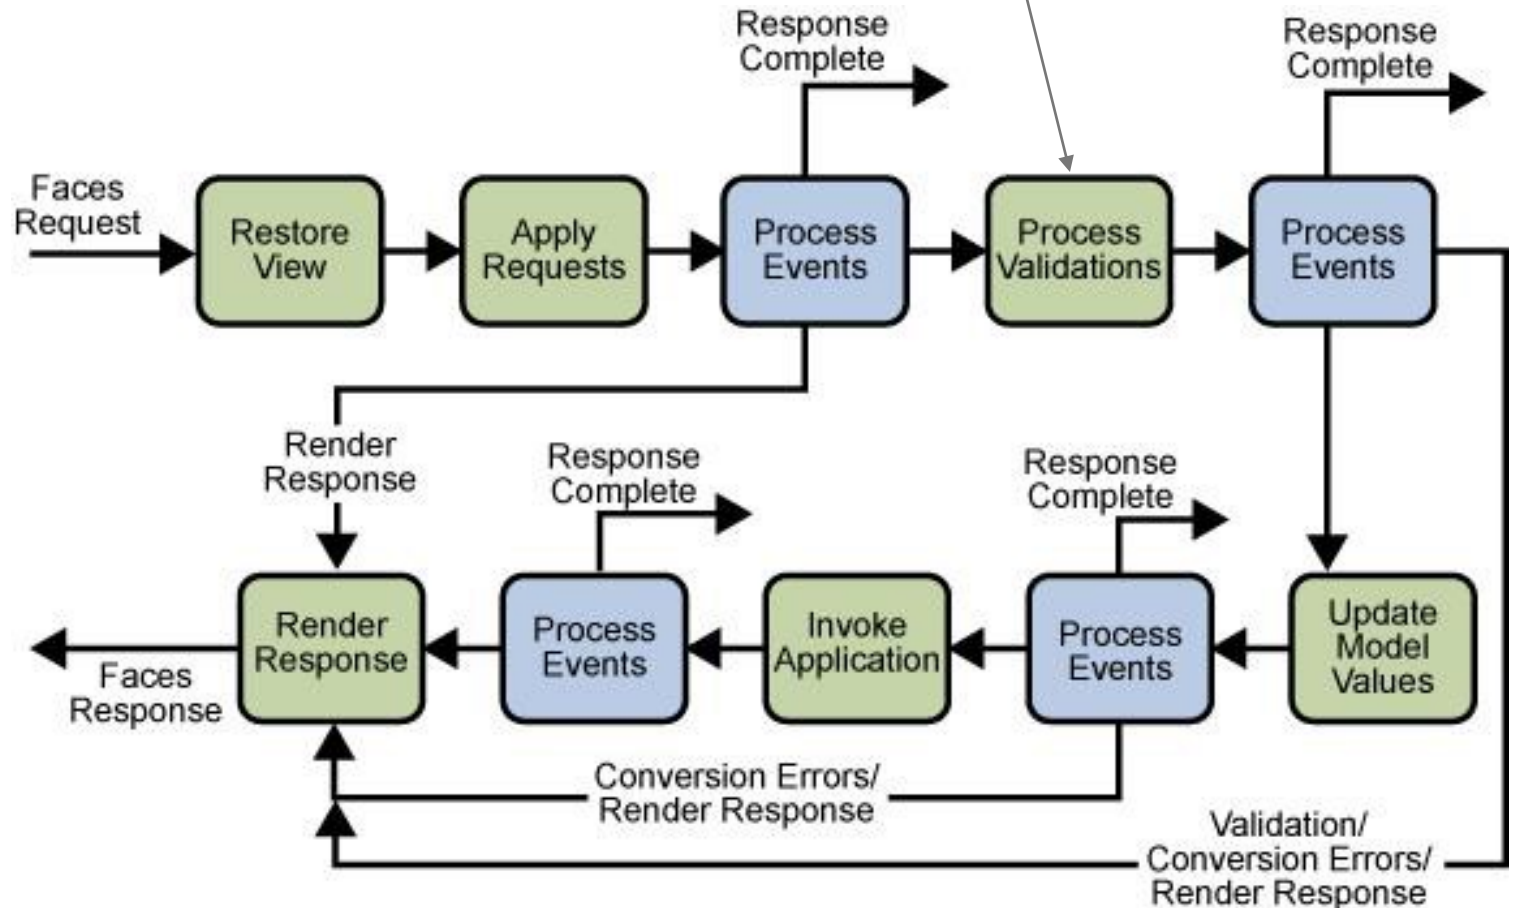 Response
Complete
Response
Complete
Faces
Request
Restore
View
Apply
Requests
Process
Events
Process
Validations
Process
Events
Render
Response
Response
Complete
Response
Complete
Render
Response
Process
Events
Invoke
Application
Process
Events
Update
Model
Values
Faces
Response
Conversion Errors/
Render Response
Validation/
Conversion Errors/
Render Response